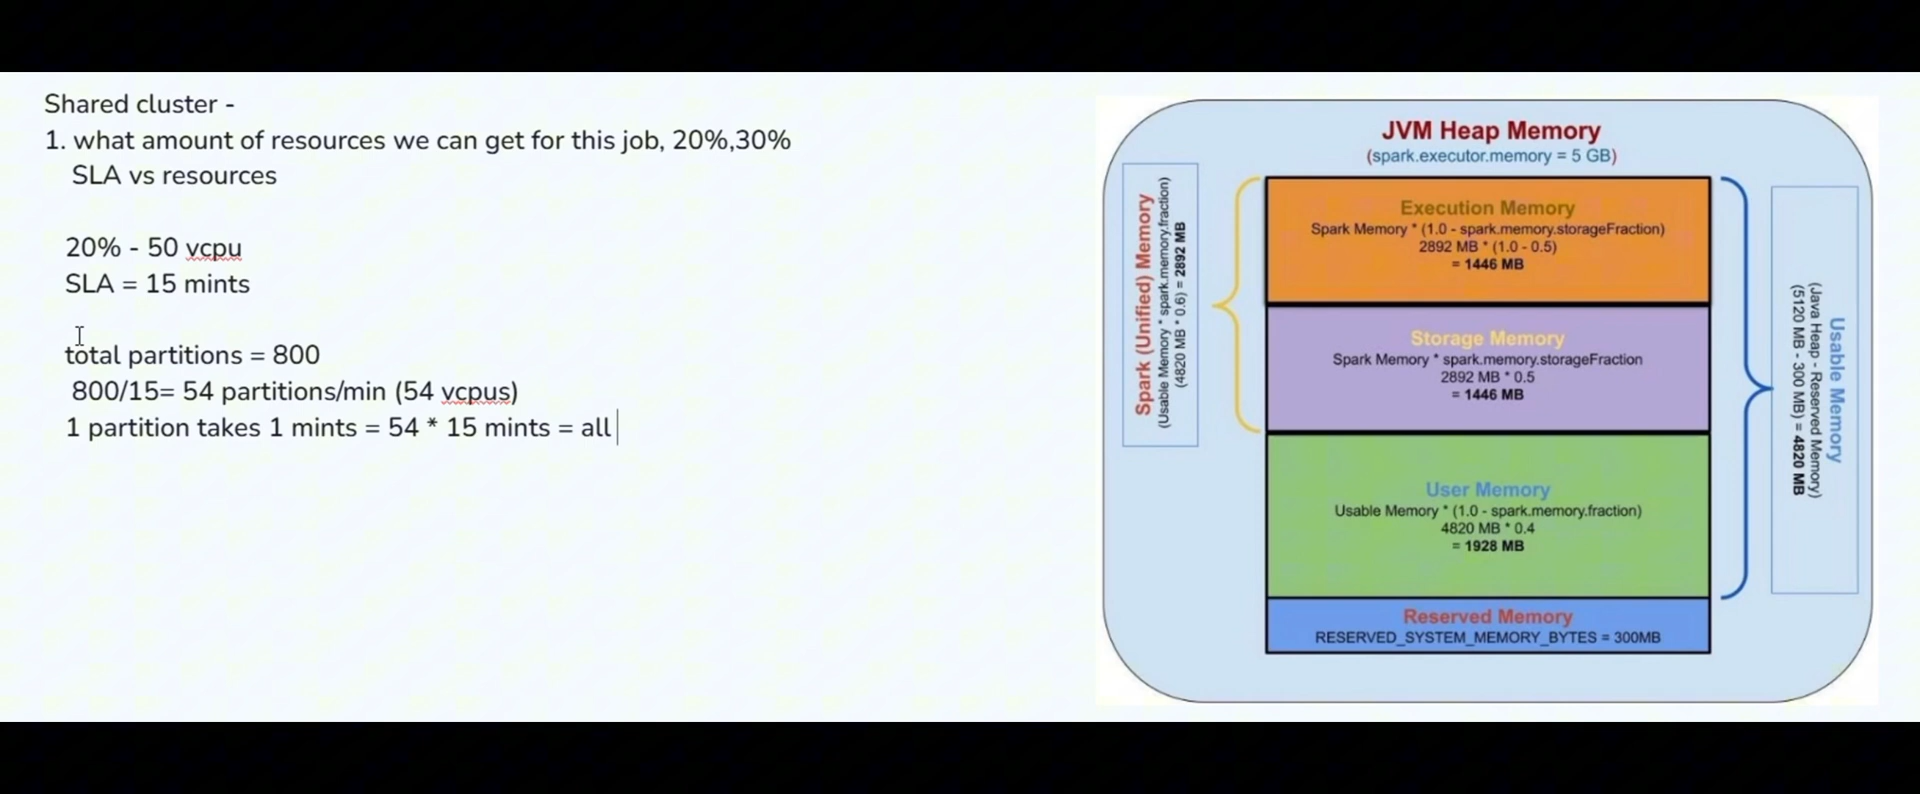 Shared cluster -
1. what amount of resources we can get for this job, 20%,30%
SLA vs resources
20% - 50 vcpu
SLA = 15 mints
total partitions = 800
800/15= 54 partitions/min (54 vcpus)
1 partition takes 1 mints = 54 * 15 mints = all
JVM Heap Memory
(spark.executor.memory = 5 GB)
Spark (Unified) Memory
(Usable Memory * spark.memory.fraction)
(4820 MB * 0.6) = 2892 MB
Execution Memory
Spark Memory * (1.0 - spark.memory.storageFraction)
2892 MB * (1.0 - 0.5)
= 1446 MB
Storage Memory
Spark Memory * spark.memory.storageFraction
2892 MB * 0.5
= 1446 MB
User Memory
Usable Memory * (1.0 - spark.memory.fraction)
4820 MB * 0.4
= 1928 MB
Reserved Memory
RESERVED_SYSTEM_MEMORY_BYTES = 300MB
Usable Memory
(Java Heap - Reserved Memory)
(5120 MB - 300 MB) = 4820 MB